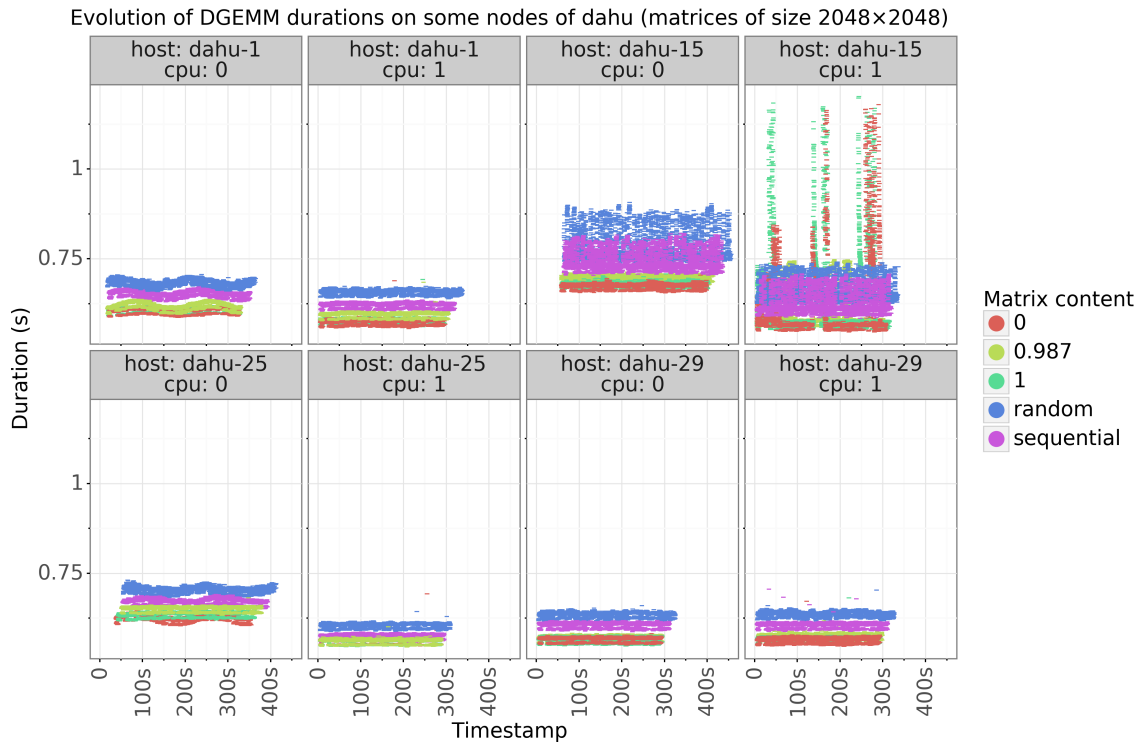 Evolution of DGEMM durations on some nodes of dahu (matrices of size 2048×2048)
host: dahu-1
cpu: 0
host: dahu-1
cpu: 1
host: dahu-15
cpu: 0
host: dahu-15
cpu: 1
1
0.75
host: dahu-25
cpu: 0
host: dahu-25
cpu: 1
host: dahu-29
cpu: 0
host: dahu-29
cpu: 1
1
0.75
Duration (s)
0
100s
200s
300s
400s
0
100s
200s
300s
400s
0
100s
200s
300s
400s
0
100s
200s
300s
400s
Timestamp
Matrix content
0
0.987
1
random
sequential